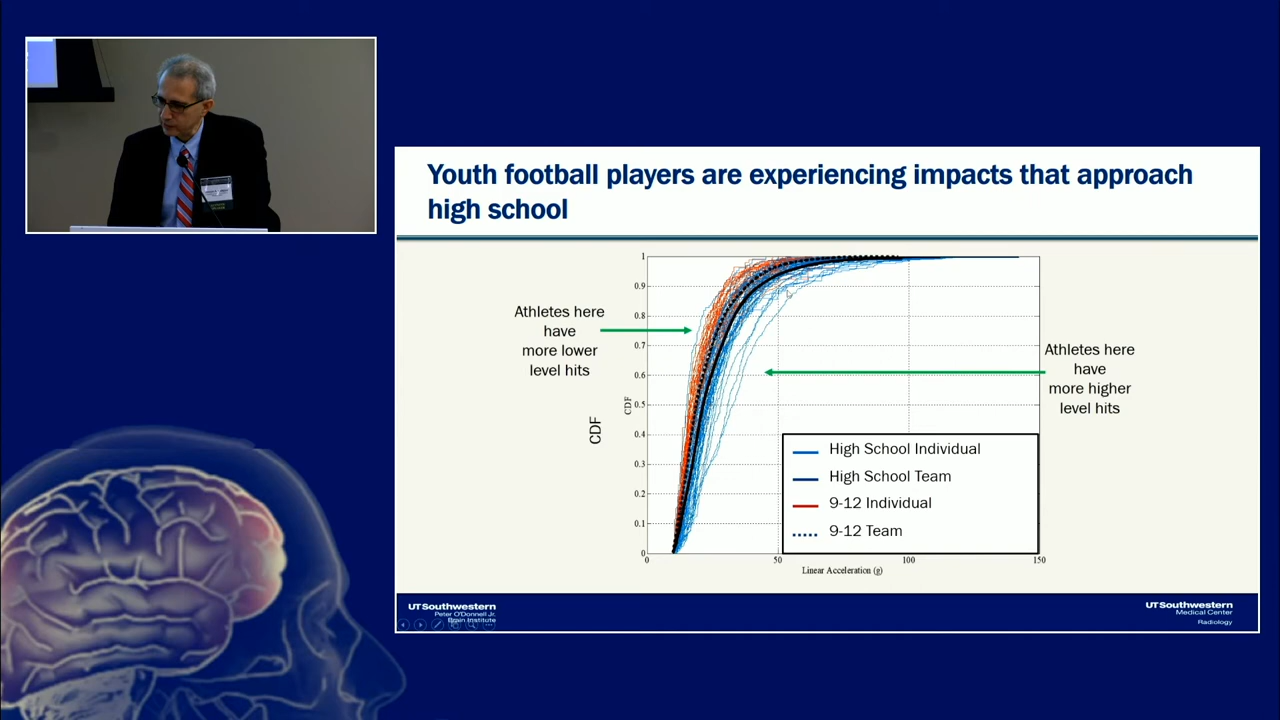 Youth football players are experiencing impacts that approach
high school
Athletes here
have
more lower
level hits
Athletes here
have
more higher
level hits
CDF
CDF
1
0.9
0.8
0.7
0.6
0.5
0.4
0.3
0.2
0.1
0
0
50
100
150
Linear Acceleration (g)
High School Individual
High School Team
9-12 Individual
9-12 Team
UTSouthwestern
Peter O'Donnell Jr.
Brain Institute
UTSouthwestern
Medical Center
Radiology